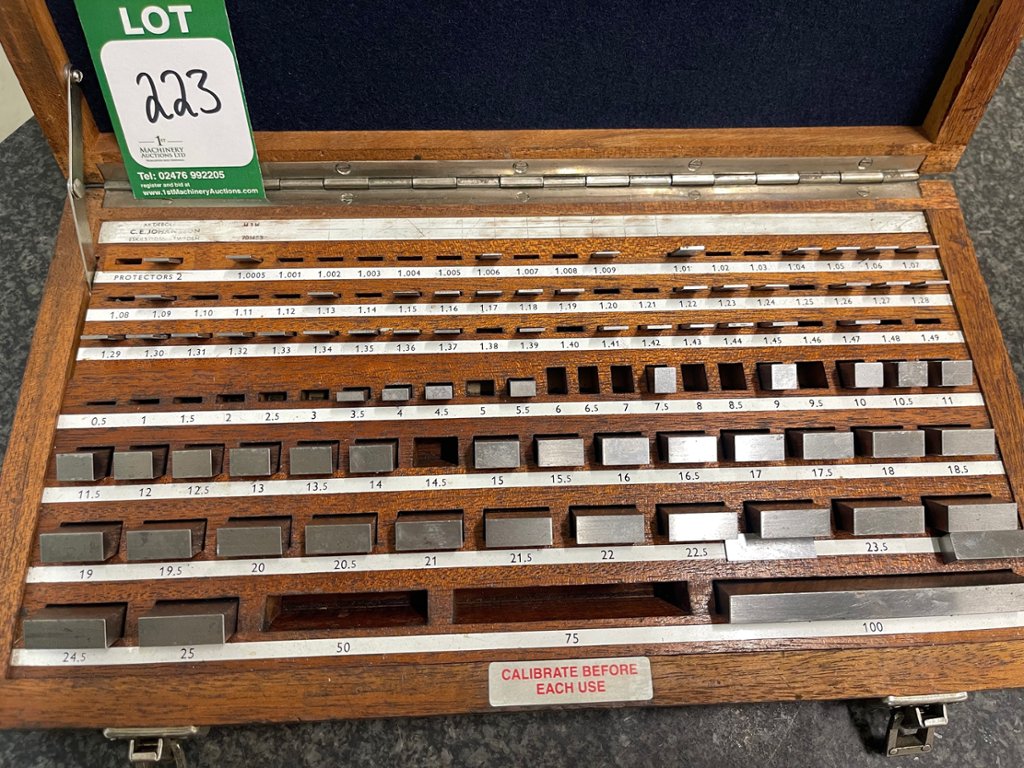 LOT
223
1st
MACHINERY
AUCTIONS LTD
Tel: 02476 992205
register and bid at
www.1stMachineryAuctions.com
C.E.JOHANSSON
PROTECTORS 2 1.0005 1.001 1.002 1.003 1.004 1.005 1.006 1.007 1.008 1.009 1.01 1.02 1.03 1.04 1.05 1.06 1.07
1.08 1.09 1.10 1.11 1.12 1.13 1.14 1.15 1.16 1.17 1.18 1.19 1.20 1.21 1.22 1.23 1.24 1.25 1.26 1.27 1.28
1.29 1.30 1.31 1.32 1.33 1.34 1.35 1.36 1.37 1.38 1.39 1.40 1.41 1.42 1.43 1.44 1.45 1.46 1.47 1.48 1.49
0.5 1 1.5 2 2.5 3 3.5 4 4.5 5 5.5 6 6.5 7 7.5 8 8.5 9 9.5 10 10.5 11
11.5 12 12.5 13 13.5 14 14.5 15 15.5 16 16.5 17 17.5 18 18.5
19 19.5 20 20.5 21 21.5 22 22.5 23.5
24.5 25 50 75 100
CALIBRATE BEFORE
EACH USE